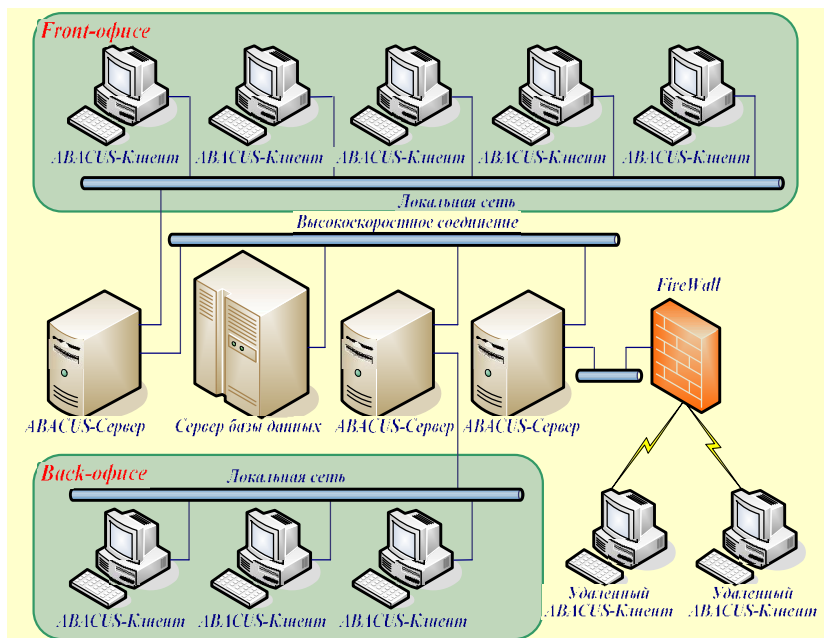 Front-офисе
ABACUS-Клиент ABACUS-Клиент ABACUS-Клиент ABACUS-Клиент ABACUS-Клиент
Локальная сеть
Высокоскоростное соединение
FireWall
ABACUS-Сервер Сервер базы данных ABACUS-Сервер ABACUS-Сервер
Back-офисе
Локальная сеть
ABACUS-Клиент ABACUS-Клиент ABACUS-Клиент
Удаленный
ABACUS-Клиент
Удаленный
ABACUS-Клиент